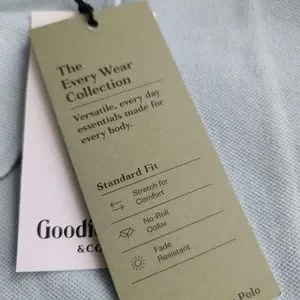 The
Every Wear
Collection
Versatile, every day
essentials made for
every body.
Standard Fit
Stretch for
Comfort
No-Roll
Collar
Fade
Resistant
Polo
& CO